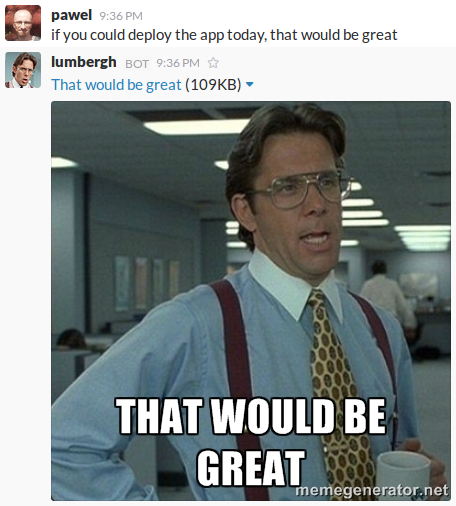 pawel 9:36 PM
if you could deploy the app today, that would be great
lumbergh BOT 9:36 PM ☆
That would be great (109KB)
THAT WOULD BE
GREAT
memegenerator.net